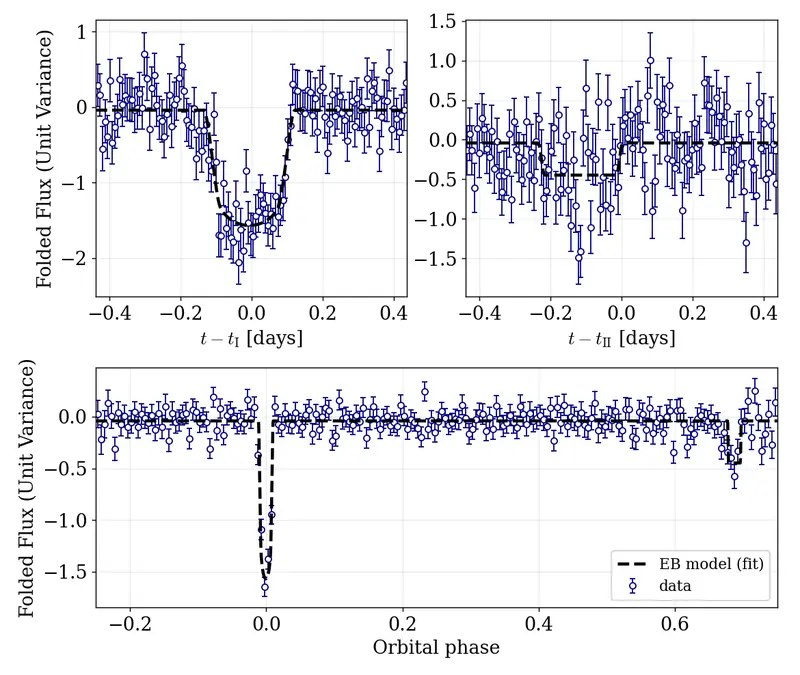 1
0
−1
−2
Folded Flux (Unit Variance)
−0.4 −0.2 0.0 0.2 0.4
t − tI [days]
1.5
1.0
0.5
0.0
−0.5
−1.0
−1.5
−0.4 −0.2 0.0 0.2 0.4
t − tII [days]
0.0
−0.5
−1.0
−1.5
Folded Flux (Unit Variance)
EB model (fit)
data
−0.2 0.0 0.2 0.4 0.6
Orbital phase